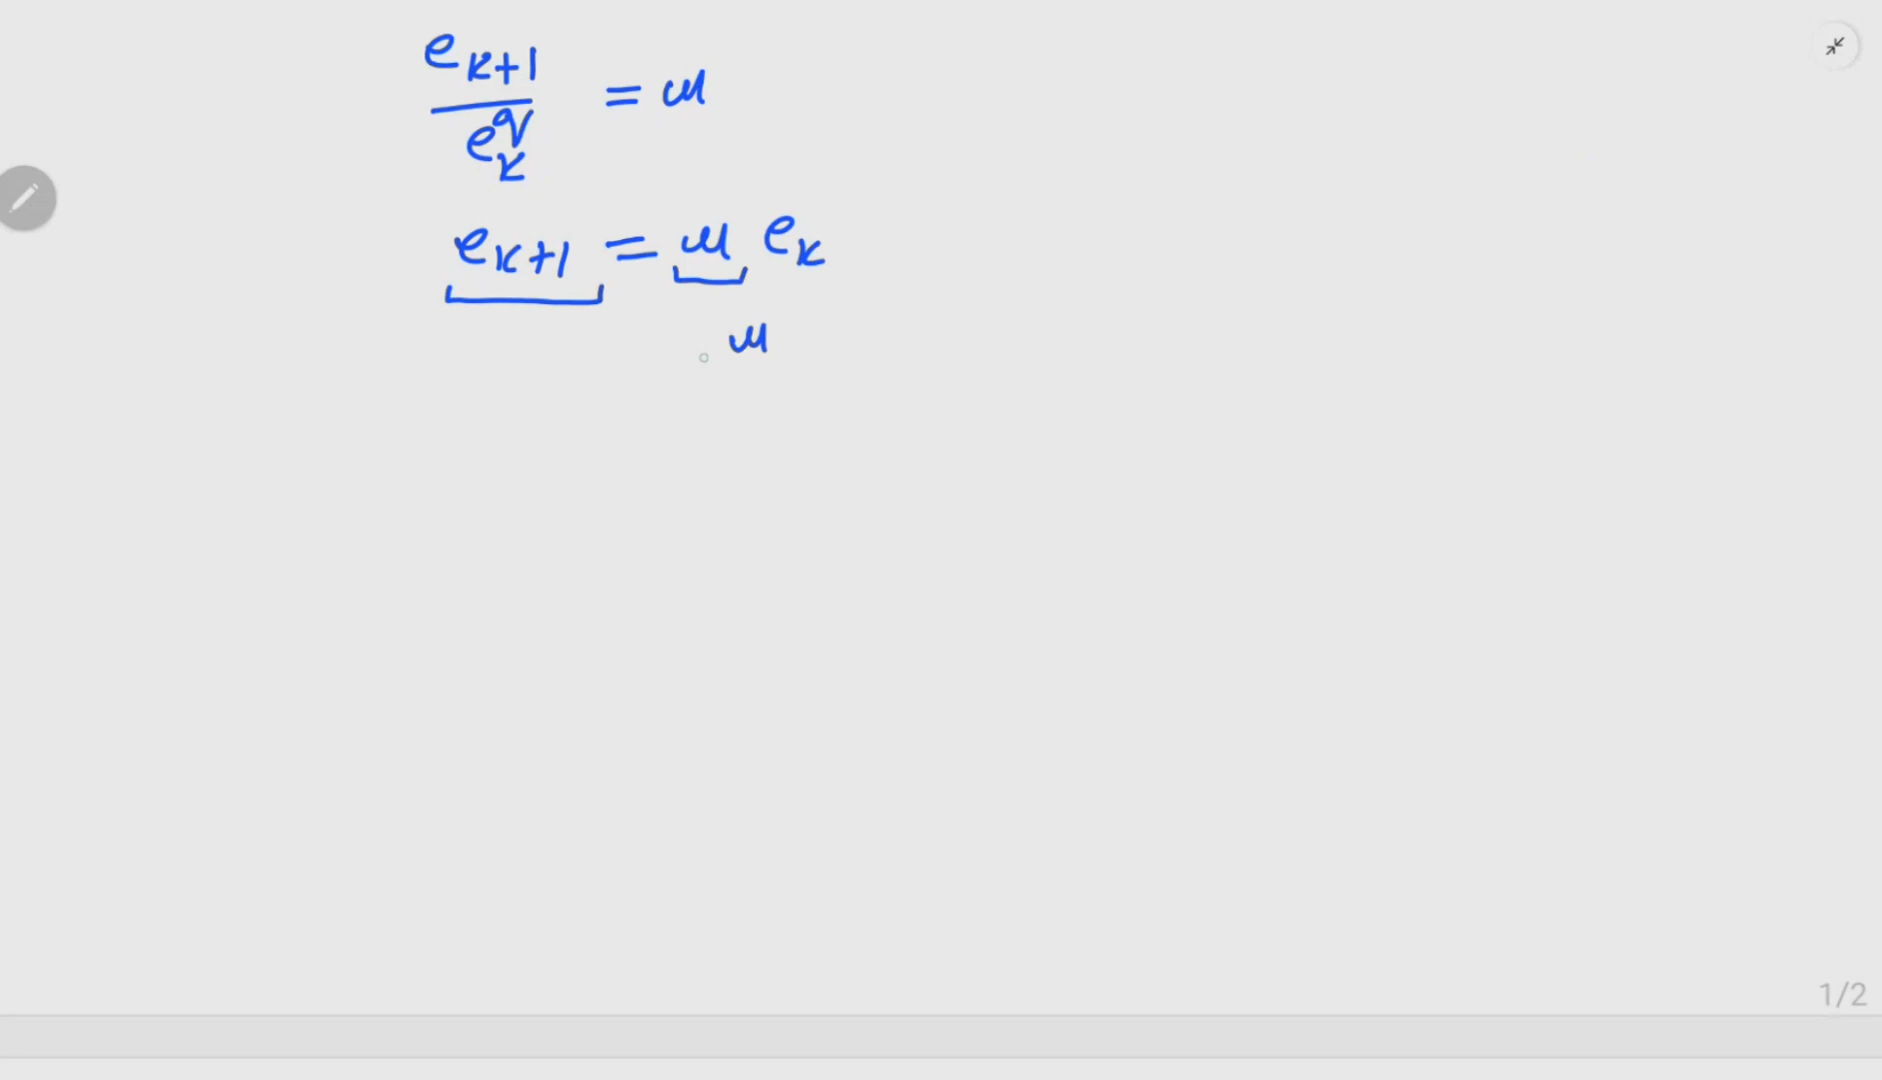 e_{k+1} / e_k^q = μ
e_{k+1} = μ e_k
μ
1/2